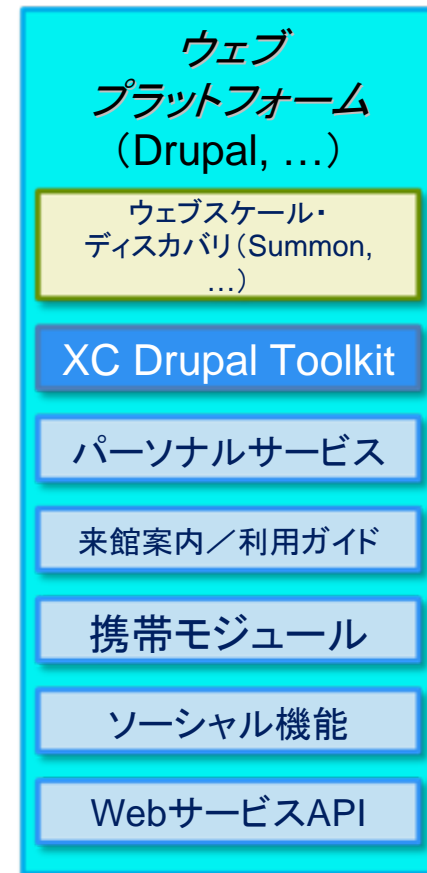 ウェブ
プラットフォーム
（Drupal, …）
ウェブスケール・
ディスカバリ（Summon,
…）
XC Drupal Toolkit
パーソナルサービス
来館案内／利用ガイド
携帯モジュール
ソーシャル機能
WebサービスAPI